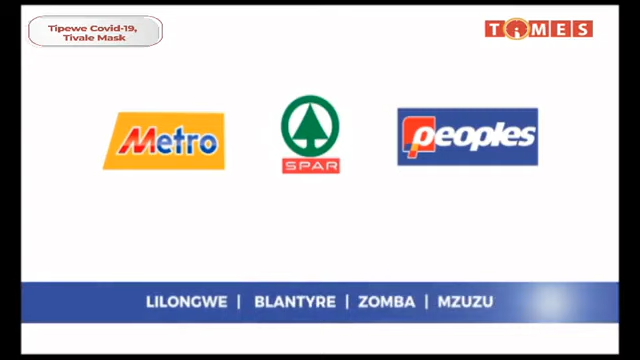 Tipewe Covid-19,
Tivale Mask
TiMES
Metro
SPAR
peoples
LILONGWE | BLANTYRE | ZOMBA | MZUZU